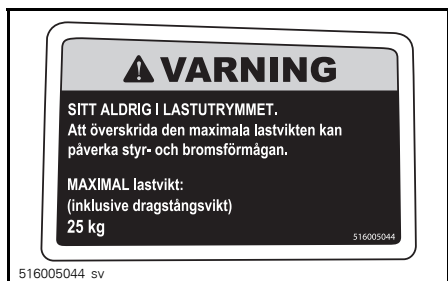 VARNING
SITT ALDRIG I LASTUTRYMMET.
Att överskrida den maximala lastvikten kan
påverka styr- och bromsförmågan.
MAXIMAL lastvikt:
(inklusive dragstångsvikt)
25 kg
516005044
516005044 sv